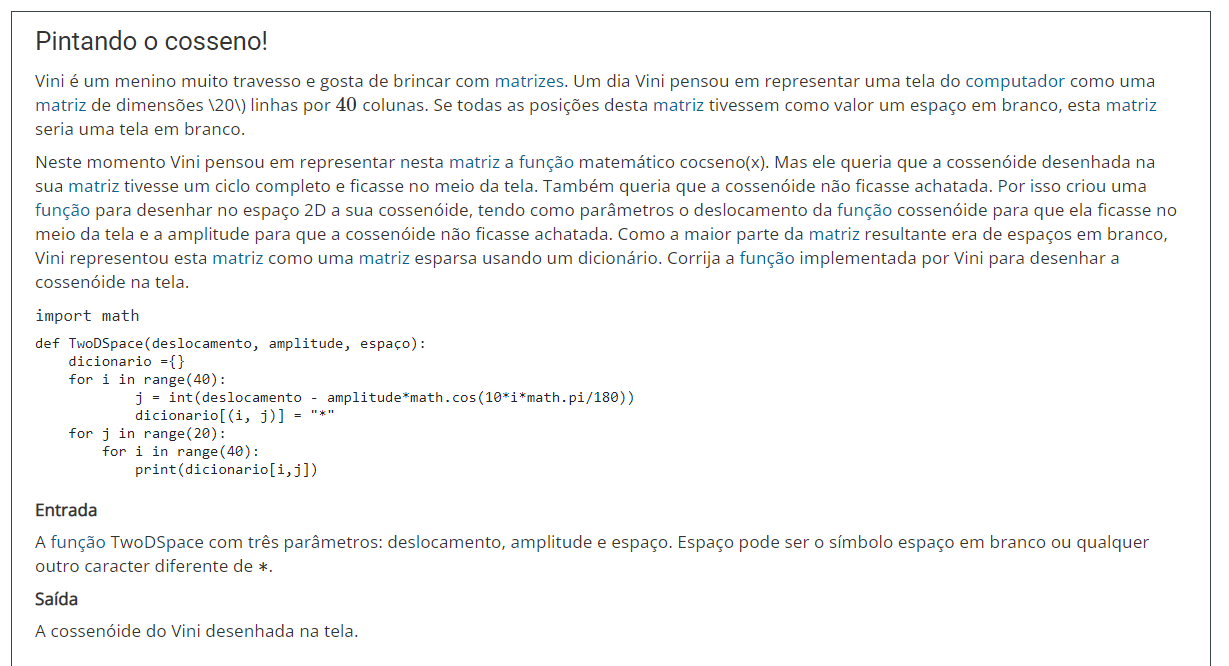 Pintando o cosseno!
Vini é um menino muito travesso e gosta de brincar com matrizes. Um dia Vini pensou em representar uma tela do computador como uma
matriz de dimensões \20\) linhas por 40 colunas. Se todas as posições desta matriz tivessem como valor um espaço em branco, esta matriz
seria uma tela em branco.
Neste momento Vini pensou em representar nesta matriz a função matemático cocseno(x). Mas ele queria que a cossenóide desenhada na
sua matriz tivesse um ciclo completo e ficasse no meio da tela. Também queria que a cossenóide não ficasse achatada. Por isso criou uma
função para desenhar no espaço 2D a sua cossenóide, tendo como parâmetros o deslocamento da função cossenóide para que ela ficasse no
meio da tela e a amplitude para que a cossenóide não ficasse achatada. Como a maior parte da matriz resultante era de espaços em branco,
Vini representou esta matriz como uma matriz esparsa usando um dicionário. Corrija a função implementada por Vini para desenhar a
cossenóide na tela.
import math
def TwoDSpace(deslocamento, amplitude, espaço):
    dicionario ={}
    for i in range(40):
            j = int(deslocamento - amplitude*math.cos(10*i*math.pi/180))
            dicionario[(i, j)] = "*"
    for j in range(20):
        for i in range(40):
            print(dicionario[i,j])
Entrada
A função TwoDSpace com três parâmetros: deslocamento, amplitude e espaço. Espaço pode ser o símbolo espaço em branco ou qualquer
outro caracter diferente de *.
Saída
A cossenóide do Vini desenhada na tela.